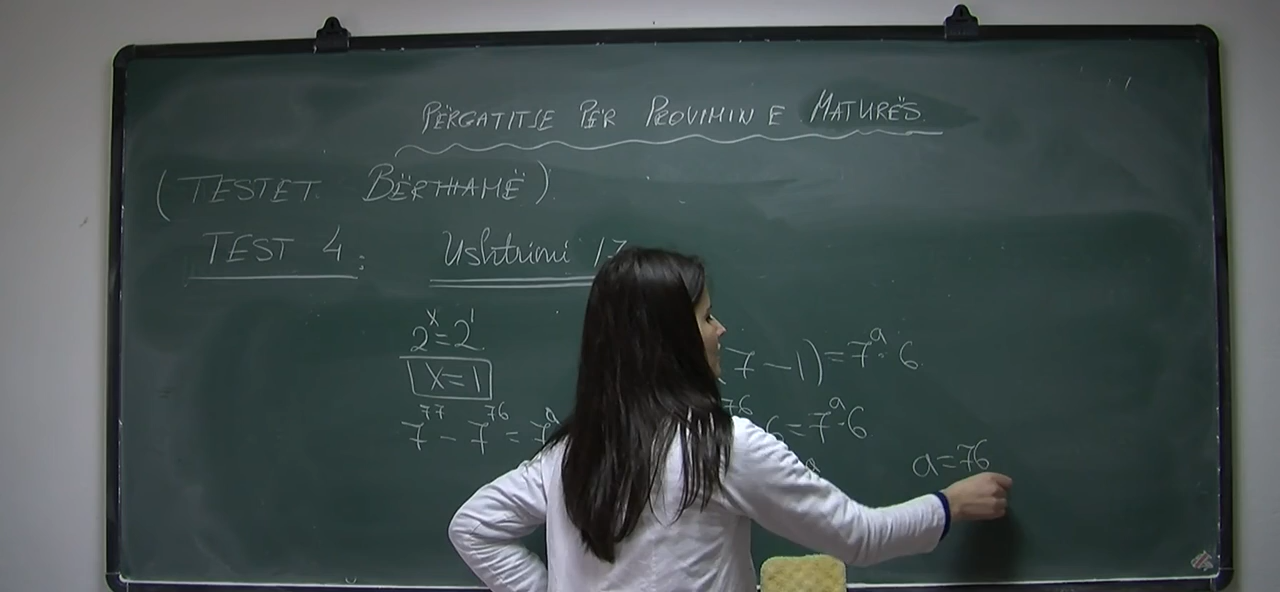 PËRGATITJE PËR PROVIMIN E MATURËS
(TESTET BËRTHAMË)
TEST 4: Ushtrimi 17
2^x = 2^1
x = 1
7 - 1) = 7^a · 6
7^77 - 7^76 = 7^a
76 6 = 7^a · 6
a a = 76